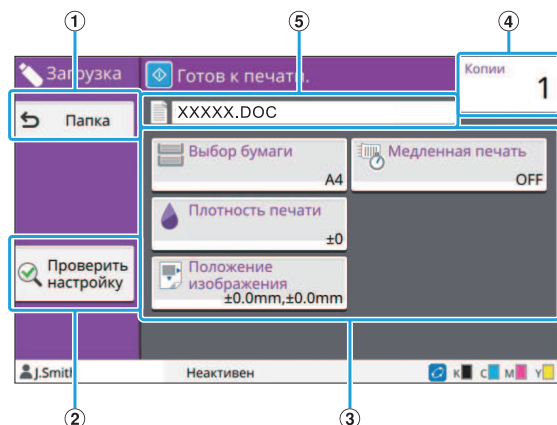 ① ⑤ ④
Загрузка
Готов к печати.
Копии
1
Папка
XXXXX.DOC
Выбор бумаги
A4
Медленная печать
OFF
Плотность печати
±0
Проверить
настройку
Положение
изображения
±0.0mm,±0.0mm
J.Smith
Неактивен
K C M Y
② ③